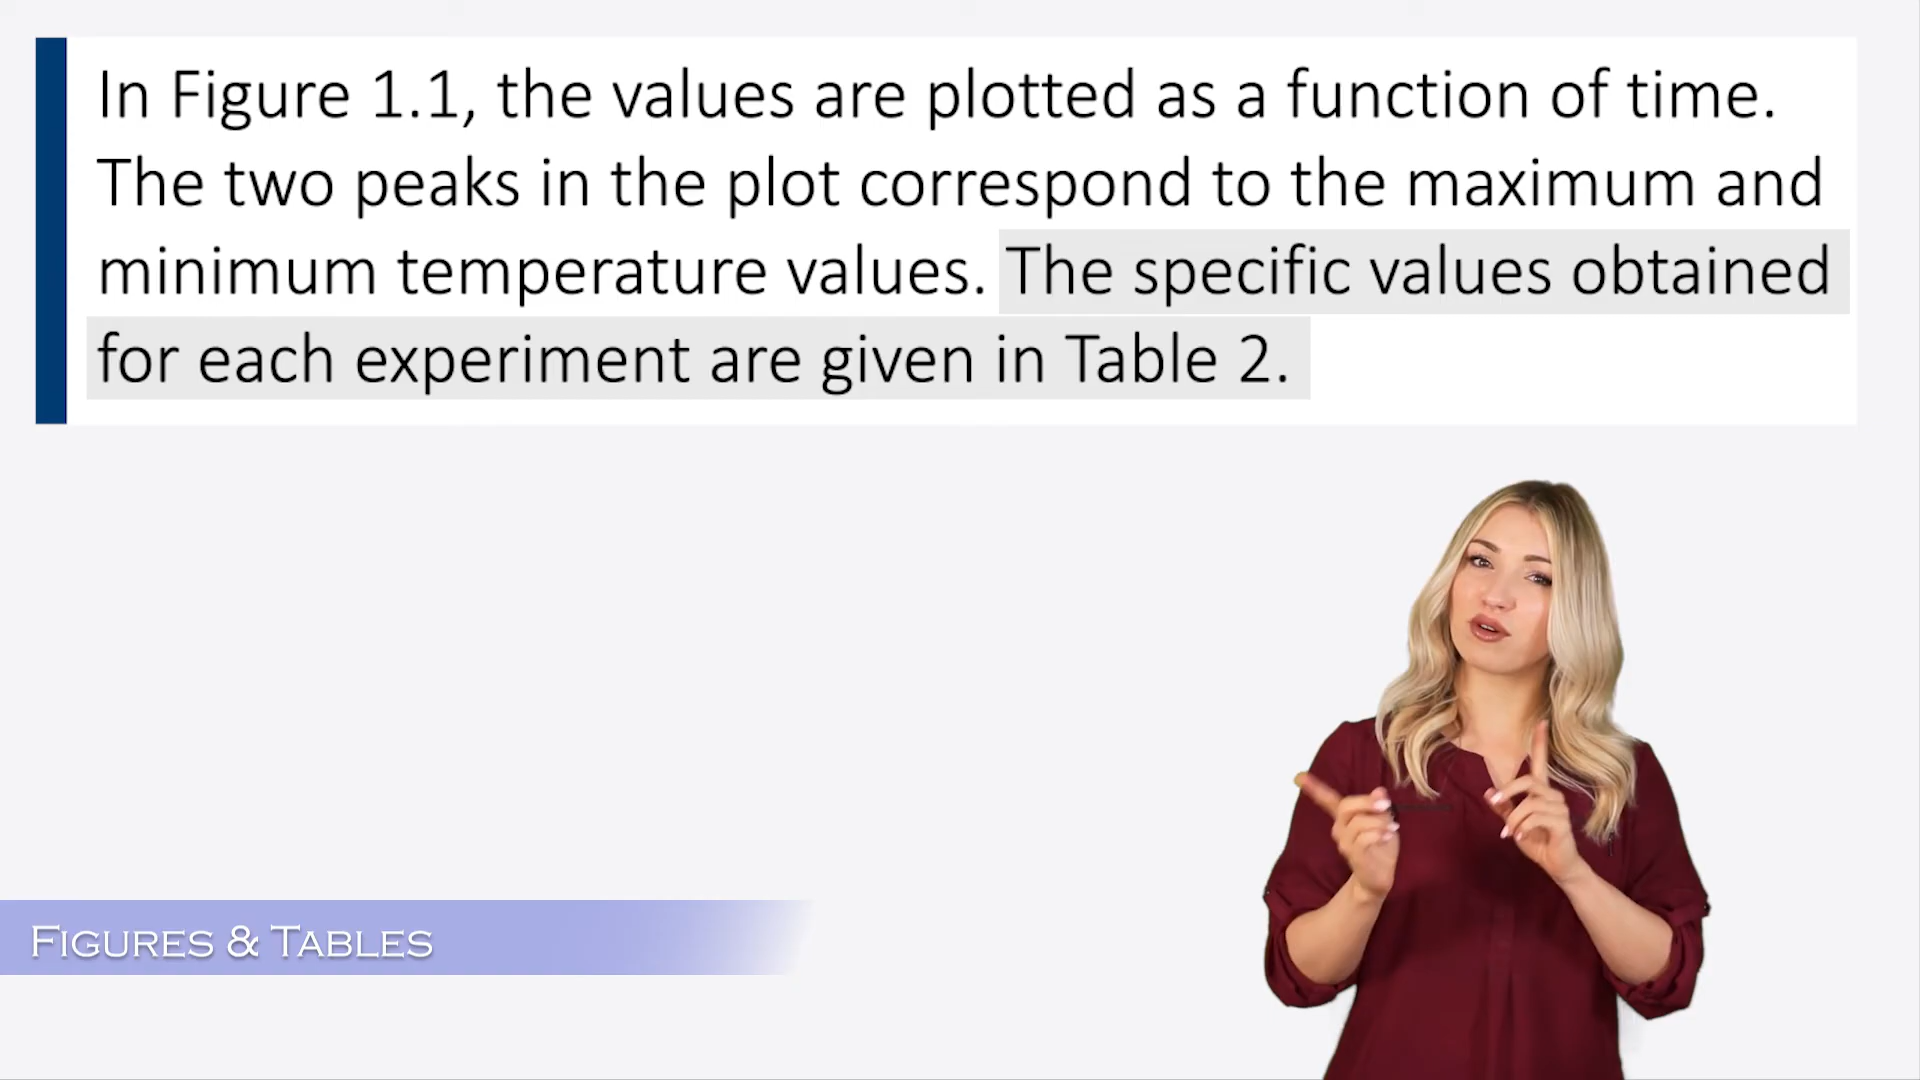 In Figure 1.1, the values are plotted as a function of time.
The two peaks in the plot correspond to the maximum and
minimum temperature values. The specific values obtained
for each experiment are given in Table 2.
FIGURES & TABLES